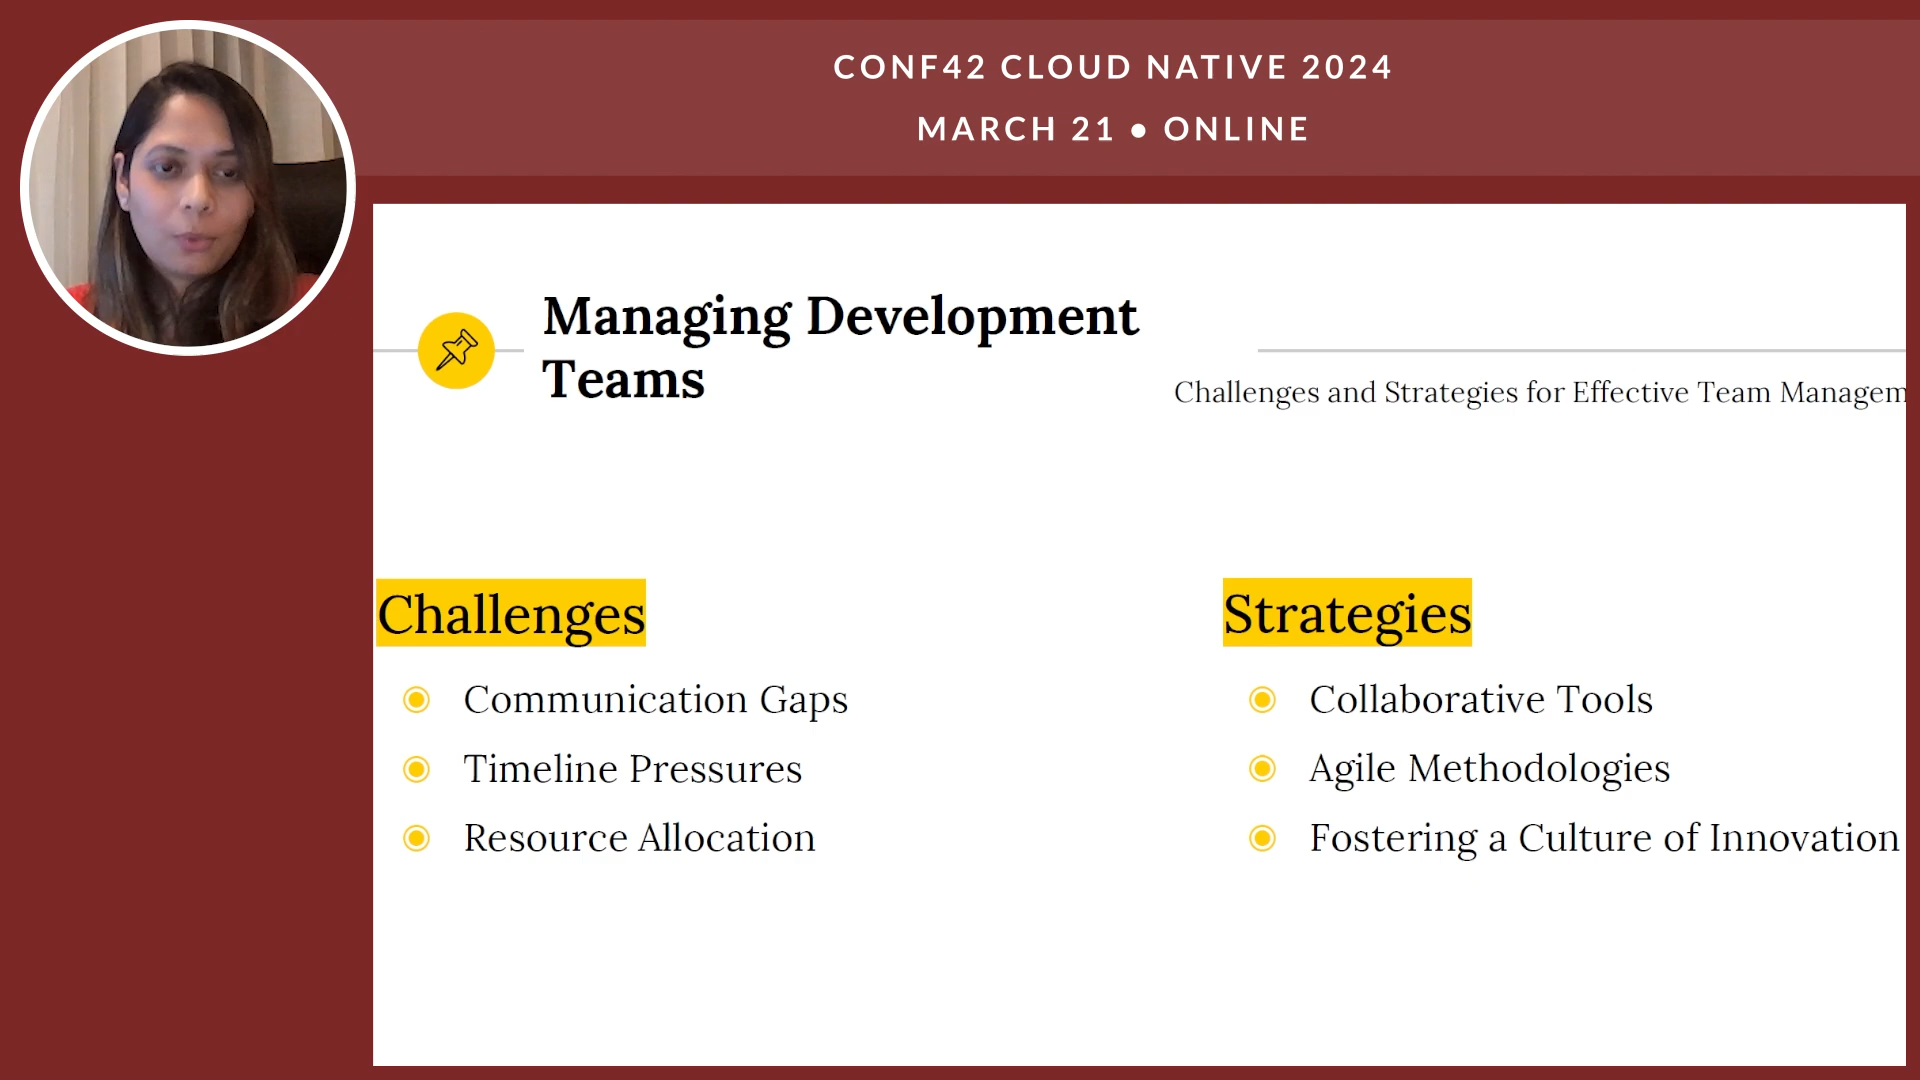 CONF42 CLOUD NATIVE 2024
MARCH 21 • ONLINE
Managing Development
Teams
Challenges and Strategies for Effective Team Managem
Challenges
Communication Gaps
Timeline Pressures
Resource Allocation
Strategies
Collaborative Tools
Agile Methodologies
Fostering a Culture of Innovation